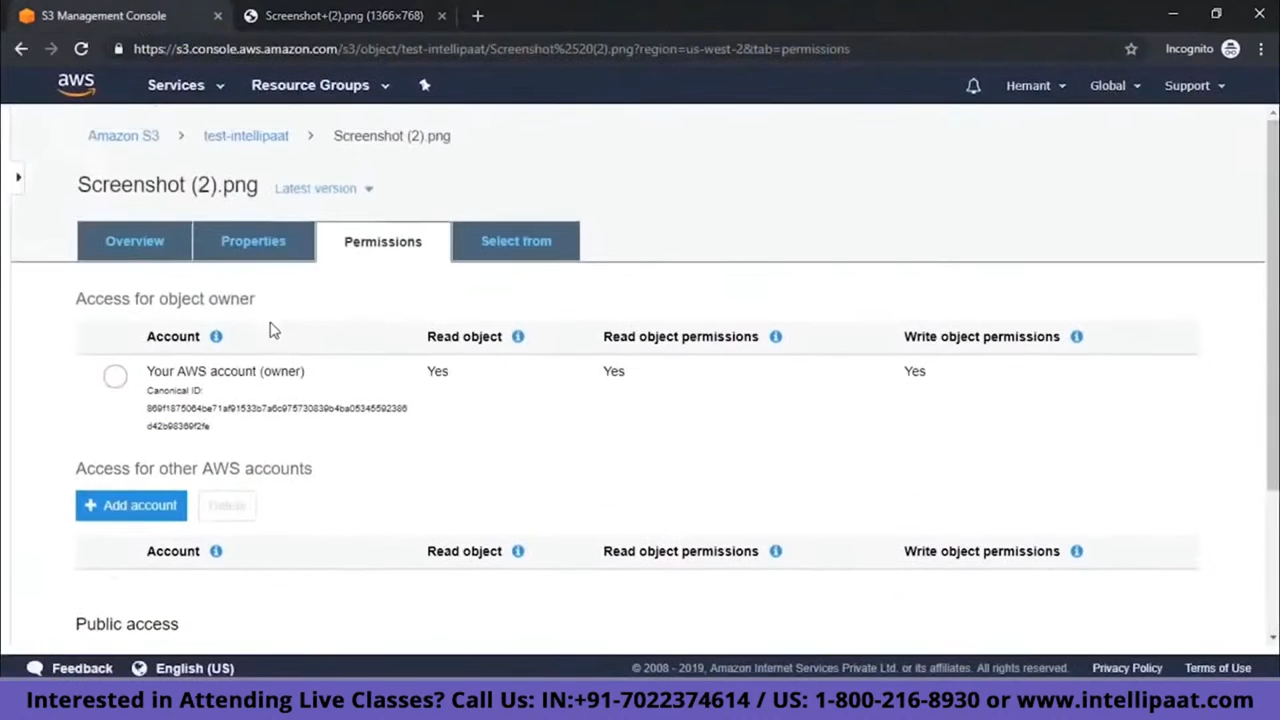 S3 Management Console
Screenshot+(2).png (1366×768)
https://s3.console.aws.amazon.com/s3/object/test-intellipaat/Screenshot%2520(2).png?region=us-west-2&tab=permissions
Incognito
aws
Services
Resource Groups
Hemant
Global
Support
Amazon S3
test-intellipaat
Screenshot (2).png
Screenshot (2).png
Latest version
Overview
Properties
Permissions
Select from
Access for object owner
Account
Read object
Read object permissions
Write object permissions
Your AWS account (owner)
Yes
Yes
Yes
Canonical ID:
Access for other AWS accounts
+ Add account
Delete
Account
Read object
Read object permissions
Write object permissions
Public access
Feedback
English (US)
© 2008 - 2019, Amazon Internet Services Private Ltd. or its affiliates. All rights reserved.
Privacy Policy
Terms of Use
Interested in Attending Live Classes? Call Us: IN:+91-7022374614 / US: 1-800-216-8930 or www.intellipaat.com